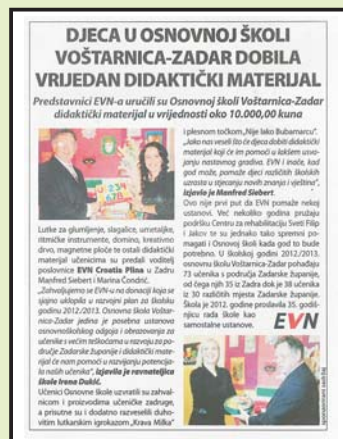 DJECA U OSNOVNOJ ŠKOLI
VOŠTARNICA-ZADAR DOBILA
VRIJEDAN DIDAKTIČKI MATERIJAL
Predstavnici EVN-a uručili su Osnovnoj školi Voštarnica-Zadar
didaktički materijal u vrijednosti oko 10.000,00 kuna
Lutke za glumljenje, slagalice, umetaljke,
ritmičke instrumente, domino, kreativno
drvo, magnetne ploče te ostali didaktički
materijal učenicima su predali voditelj
poslovnice EVN Croatia Plina u Zadru
Manfred Siebert i Marina Čondrić.
„Zahvaljujemo se EVN-u na donaciji koja se
sjajno uklopila u razvojni plan za školsku
godinu 2012./2013. Osnovna škola Voštar-
nica-Zadar jedina je posebna ustanova
osnovnoškolskog odgoja i obrazovanja za
učenike s većim teškoćama u razvoju za po-
dručje Zadarske županije i didaktički mate-
rijal će nam pomoći u razvijanju potencija-
la naših učenika“, izjavila je ravnateljica
škole Irena Dukić.
Učenici Osnovne škole uzvratili su zahval-
nicom i proizvodima učeničke zadruge,
a prisutne su i dodatno razveselili duho-
vitim lutkarskim igrokazom „Krava Milka“
i plesnom točkom „Nije lako Bubamarcu“.
„Jako nas veseli što će djeca dobiti didaktički
materijal koji će im pomoći u lakšem usva-
janju nastavnog gradiva. EVN i inače, kad
god može, pomaže djeci različitih školskih
uzrasta u stjecanju novih znanja i vještina“,
izjavio je Manfred Siebert.
Ovo nije prvi put da EVN pomaže nekoj
ustanovi. Već nekoliko godina pružaju
podršku Centru za rehabilitaciju Sveti Filip
i Jakov te su jednako tako spremni po-
magati i Osnovnoj školi kada god to bude
potrebno. U školskoj godini 2012./2013.
osnovnu školu Voštarnica-Zadar pohađaju
73 učenika s područja Zadarske županije,
od čega njih 35 iz Zadra dok je 38 učenika
iz 30 različitih mjesta Zadarske županije.
Škola je 2012. godine proslavila 35. godiš-
njicu rada škole kao
samostalne ustanove.
EVN
sponzorirani sadržaj